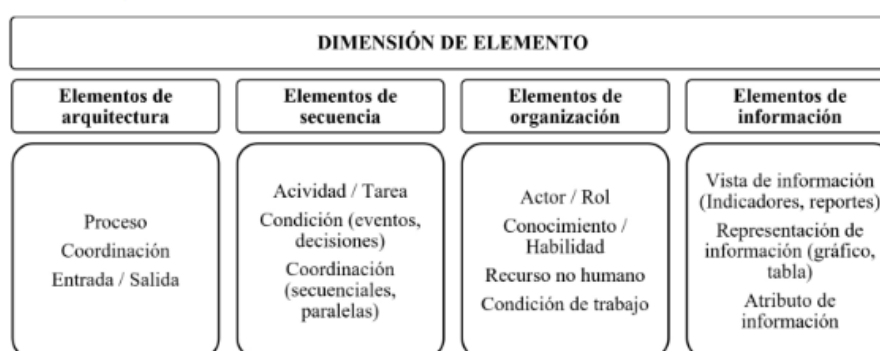 DIMENSIÓN DE ELEMENTO
Elementos de
arquitectura
Elementos de
secuencia
Elementos de
organización
Elementos de
información
Proceso
Coordinación
Entrada / Salida
Acividad / Tarea
Condición (eventos,
decisiones)
Coordinación
(secuenciales,
paralelas)
Actor / Rol
Conocimiento /
Habilidad
Recurso no humano
Condición de trabajo
Vista de información
(Indicadores, reportes)
Representación de
información (gráfico,
tabla)
Atributo de
información